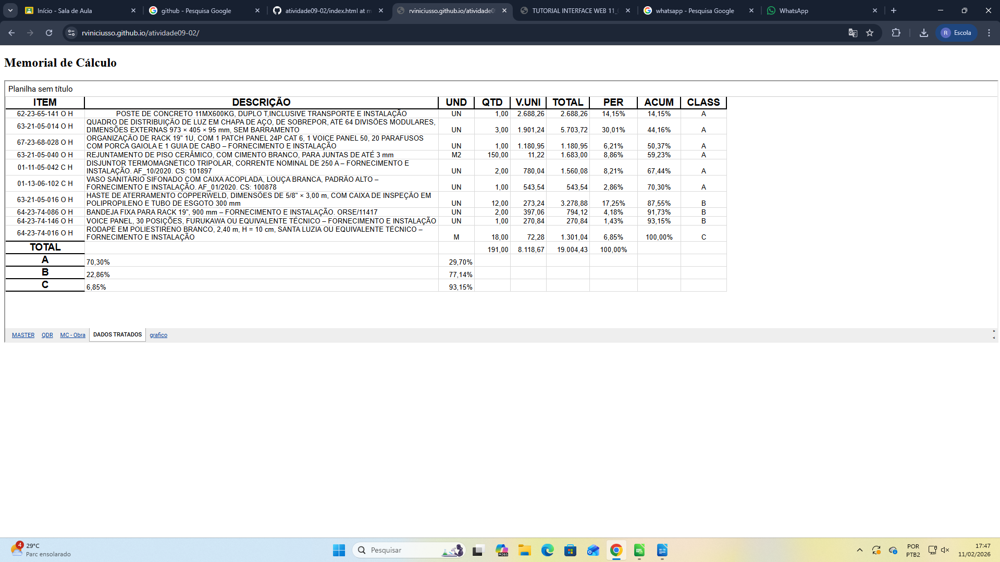 Início - Sala de Aula
github - Pesquisa Google
atividade09-02/index.html at m
rviniciusso.github.io/atividade0
TUTORIAL INTERFACE WEB 11_
whatsapp - Pesquisa Google
WhatsApp
rviniciusso.github.io/atividade09-02/
R Escola
Memorial de Cálculo
Planilha sem título
ITEM DESCRIÇÃO UND QTD V.UNI TOTAL PER ACUM CLASS
62-23-65-141 O H POSTE DE CONCRETO 11MX600KG, DUPLO T,INCLUSIVE TRANSPORTE E INSTALAÇÃO UN 1,00 2.688,26 2.688,26 14,15% 14,15% A
QUADRO DE DISTRIBUIÇÃO DE LUZ EM CHAPA DE AÇO, DE SOBREPOR, ATÉ 64 DIVISÕES MODULARES,
63-21-05-014 O H DIMENSÕES EXTERNAS 973 × 405 × 95 mm, SEM BARRAMENTO UN 3,00 1.901,24 5.703,72 30,01% 44,16% A
ORGANIZAÇÃO DE RACK 19" 1U, COM 1 PATCH PANEL 24P CAT 6, 1 VOICE PANEL 50, 20 PARAFUSOS
67-23-68-028 O H COM PORCA GAIOLA E 1 GUIA DE CABO – FORNECIMENTO E INSTALAÇÃO UN 1,00 1.180,95 1.180,95 6,21% 50,37% A
63-21-05-040 O H REJUNTAMENTO DE PISO CERÂMICO, COM CIMENTO BRANCO, PARA JUNTAS DE ATÉ 3 mm M2 150,00 11,22 1.683,00 8,86% 59,23% A
DISJUNTOR TERMOMAGNÉTICO TRIPOLAR, CORRENTE NOMINAL DE 250 A – FORNECIMENTO E
01-11-05-042 C H INSTALAÇÃO. AF_10/2020. CS: 101897 UN 2,00 780,04 1.560,08 8,21% 67,44% A
VASO SANITÁRIO SIFONADO COM CAIXA ACOPLADA, LOUÇA BRANCA, PADRÃO ALTO –
01-13-06-102 C H FORNECIMENTO E INSTALAÇÃO. AF_01/2020. CS: 100878 UN 1,00 543,54 543,54 2,86% 70,30% A
HASTE DE ATERRAMENTO COPPERWELD, DIMENSÕES DE 5/8" × 3,00 m, COM CAIXA DE INSPEÇÃO EM
63-21-05-016 O H POLIPROPILENO E TUBO DE ESGOTO 300 mm UN 12,00 273,24 3.278,88 17,25% 87,55% B
64-23-74-086 O H BANDEJA FIXA PARA RACK 19", 900 mm – FORNECIMENTO E INSTALAÇÃO. ORSE/11417 UN 2,00 397,06 794,12 4,18% 91,73% B
64-23-74-146 O H VOICE PANEL, 30 POSIÇÕES, FURUKAWA OU EQUIVALENTE TÉCNICO – FORNECIMENTO E INSTALAÇÃO UN 1,00 270,84 270,84 1,43% 93,15% B
RODAPÉ EM POLIESTIRENO BRANCO, 2,40 m, H = 10 cm, SANTA LUZIA OU EQUIVALENTE TÉCNICO –
64-23-74-016 O H FORNECIMENTO E INSTALAÇÃO M 18,00 72,28 1.301,04 6,85% 100,00% C
TOTAL 191,00 8.118,67 19.004,43 100,00%
A 70,30% 29,70%
B 22,86% 77,14%
C 6,85% 93,15%
MASTER QDR MC - Obra DADOS TRATADOS grafico
4
29°C
Parc ensolarado
Pesquisar
M365
POR
PTB2
17:47
11/02/2026